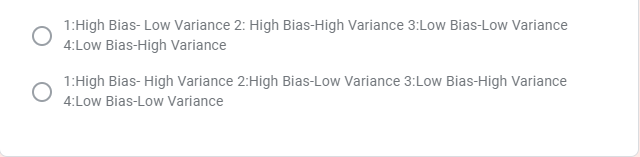 1:High Bias- Low Variance 2: High Bias-High Variance 3:Low Bias-Low Variance
4:Low Bias-High Variance
1:High Bias- High Variance 2:High Bias-Low Variance 3:Low Bias-High Variance
4:Low Bias-Low Variance